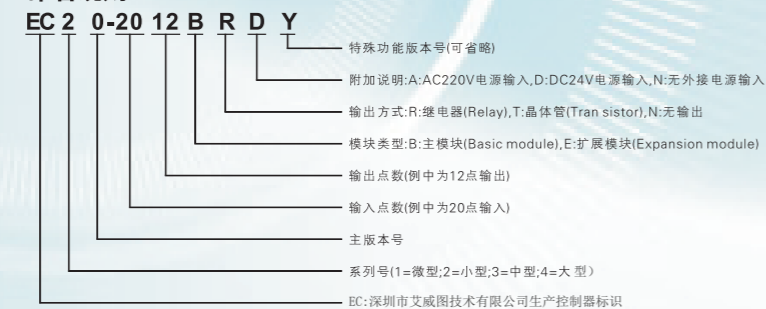 EC 2 0-20 12 B R D Y
特殊功能版本号(可省略)
附加说明:A:AC220V电源输入,D:DC24V电源输入,N:无外接电源输入
输出方式:R:继电器(Relay),T:晶体管(Tran sistor),N:无输出
模块类型:B:主模块(Basic module),E:扩展模块(Expansion module)
输出点数(例中为12点输出)
输入点数(例中为20点输入)
主版本号
系列号(1=微型;2=小型;3=中型;4=大 型)
EC:深圳市艾威图技术有限公司生产控制器标识